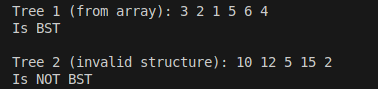 Tree 1 (from array): 3 2 1 5 6 4
Is BST
Tree 2 (invalid structure): 10 12 5 15 2
Is NOT BST